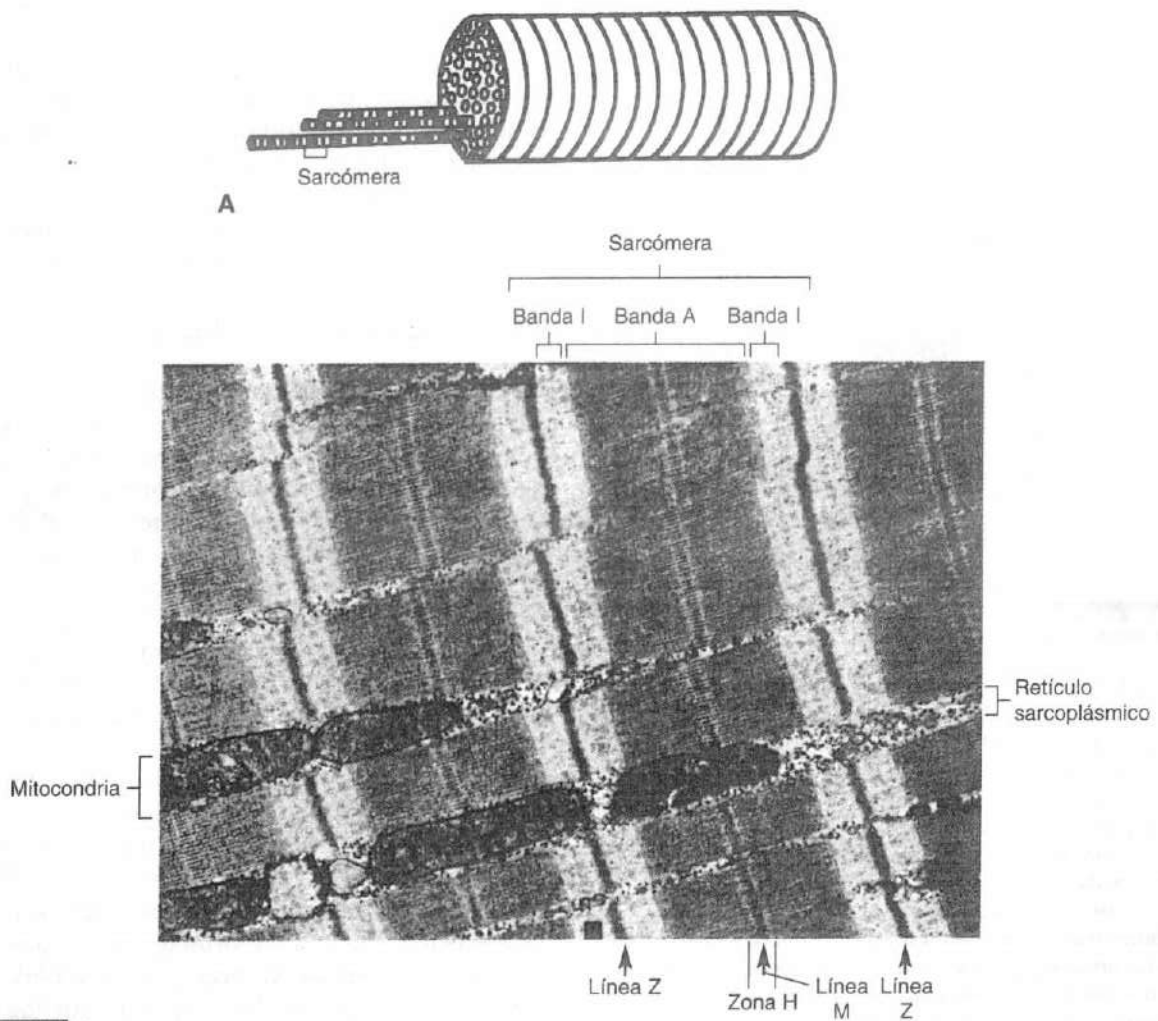 Sarcómera
A
Sarcómera
Banda I Banda A Banda I
Retículo
sarcoplásmico
Mitocondria
Línea Z
Zona H
Línea
M
Línea
Z